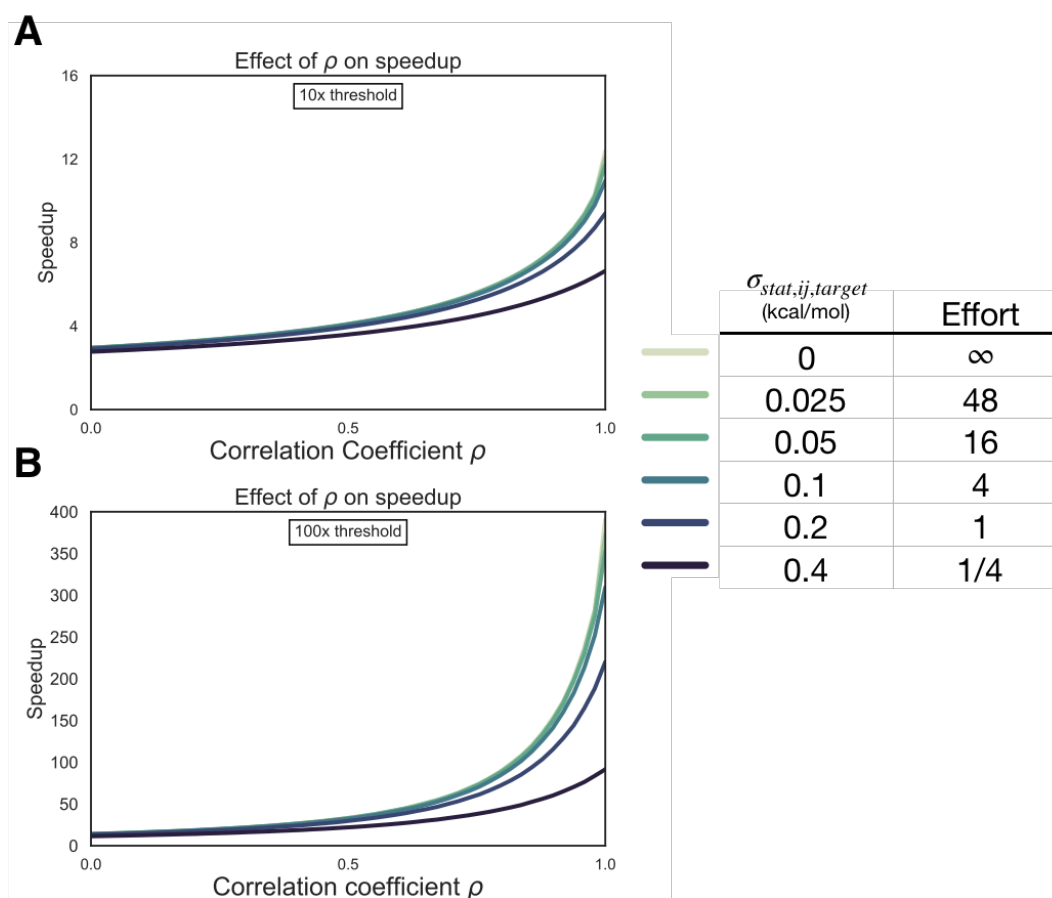 A
Effect of ρ on speedup
10x threshold
16
12
8
4
0
Speedup
0.0 0.5 1.0
Correlation Coefficient ρ
B
Effect of ρ on speedup
100x threshold
400
350
300
250
200
150
100
50
0
Speedup
0.0 0.5 1.0
Correlation coefficient ρ
σstat,ij,target
(kcal/mol) Effort
0 ∞
0.025 48
0.05 16
0.1 4
0.2 1
0.4 1/4